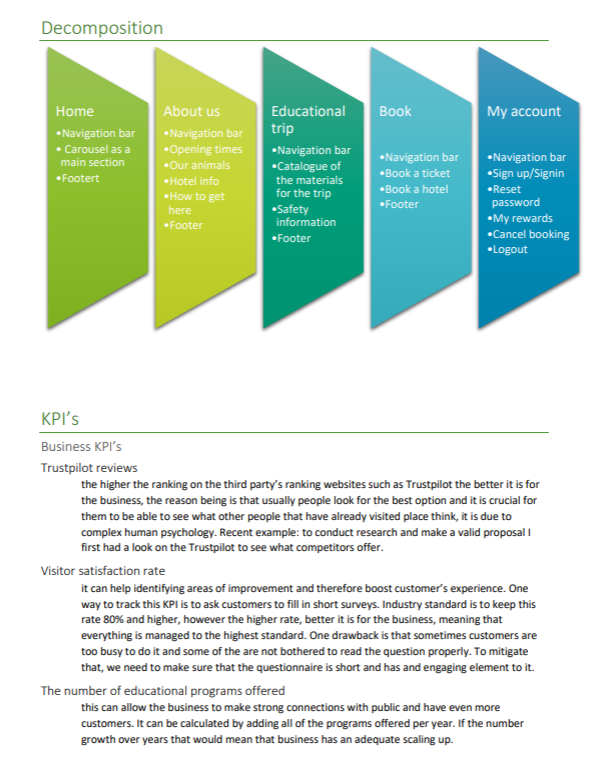 Decomposition
Home
•Navigation bar
• Carousel as a
main section
•Footert
About us
•Navigation bar
•Opening times
•Our animals
•Hotel info
•How to get
here
•Footer
Educational
trip
•Navigation bar
•Catalogue of
the materials
for the trip
•Safety
information
•Footer
Book
•Navigation bar
•Book a ticket
•Book a hotel
•Footer
My account
•Navigation bar
•Sign up/Signin
•Reset
password
•My rewards
•Cancel booking
•Logout
KPI's
Business KPI's
Trustpilot reviews
the higher the ranking on the third party's ranking websites such as Trustpilot the better it is for
the business, the reason being is that usually people look for the best option and it is crucial for
them to be able to see what other people that have already visited place think, it is due to
complex human psychology. Recent example: to conduct research and make a valid proposal I
first had a look on the Trustpilot to see what competitors offer.
Visitor satisfaction rate
it can help identifying areas of improvement and therefore boost customer's experience. One
way to track this KPI is to ask customers to fill in short surveys. Industry standard is to keep this
rate 80% and higher, however the higher rate, better it is for the business, meaning that
everything is managed to the highest standard. One drawback is that sometimes customers are
too busy to do it and some of the are not bothered to read the question properly. To mitigate
that, we need to make sure that the questionnaire is short and has and engaging element to it.
The number of educational programs offered
this can allow the business to make strong connections with public and have even more
customers. It can be calculated by adding all of the programs offered per year. If the number
growth over years that would mean that business has an adequate scaling up.